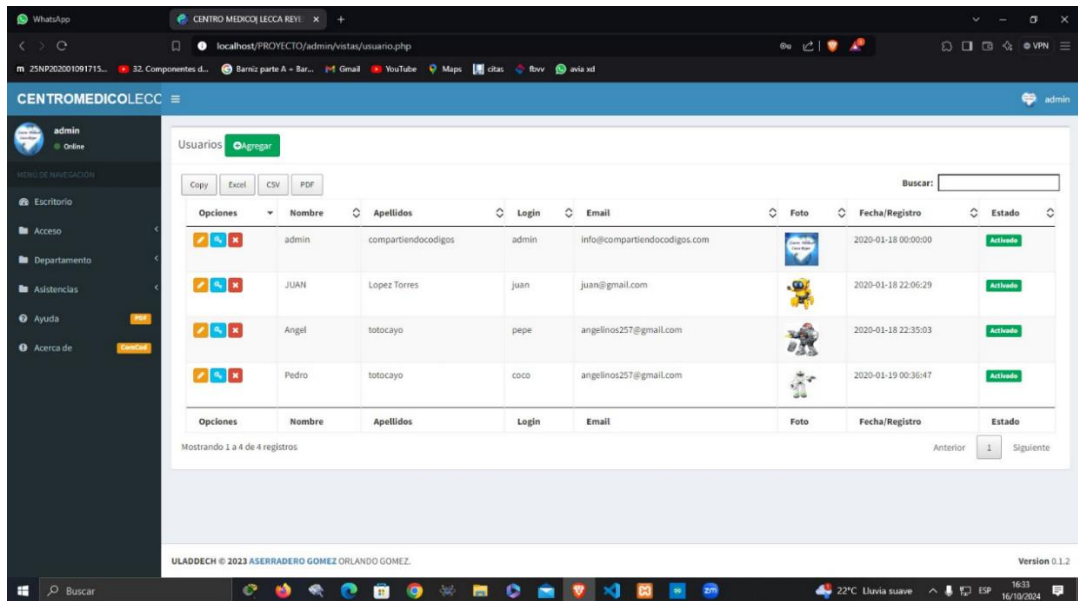 WhatsApp
CENTRO MEDICO| LECCA REYE
localhost/PROYECTO/admin/vistas/usuario.php
VPN
25NP202001091715...
32. Componentes d...
Barniz parte A + Bar...
Gmail
YouTube
Maps
citas
fbvv
avia xd
CENTROMEDICOLECC
admin
admin
Online
MENÚ DE NAVEGACIÓN
Escritorio
Acceso
Departamento
Asistencias
Ayuda PDF
Acerca de ComCod
Usuarios Agregar
Copy Excel CSV PDF
Buscar:
Opciones Nombre Apellidos Login Email Foto Fecha/Registro Estado
admin compartiendocodigos admin info@compartiendocodigos.com 2020-01-18 00:00:00 Activado
JUAN Lopez Torres juan juan@gmail.com 2020-01-18 22:06:29 Activado
Angel totocayo pepe angelinos257@gmail.com 2020-01-18 22:35:03 Activado
Pedro totocayo coco angelinos257@gmail.com 2020-01-19 00:36:47 Activado
Opciones Nombre Apellidos Login Email Foto Fecha/Registro Estado
Mostrando 1 a 4 de 4 registros
Anterior 1 Siguiente
ULADDECH © 2023 ASERRADERO GOMEZ ORLANDO GOMEZ.
Version 0.1.2
Buscar
zm
22°C Lluvia suave
ESP
16:33
16/10/2024